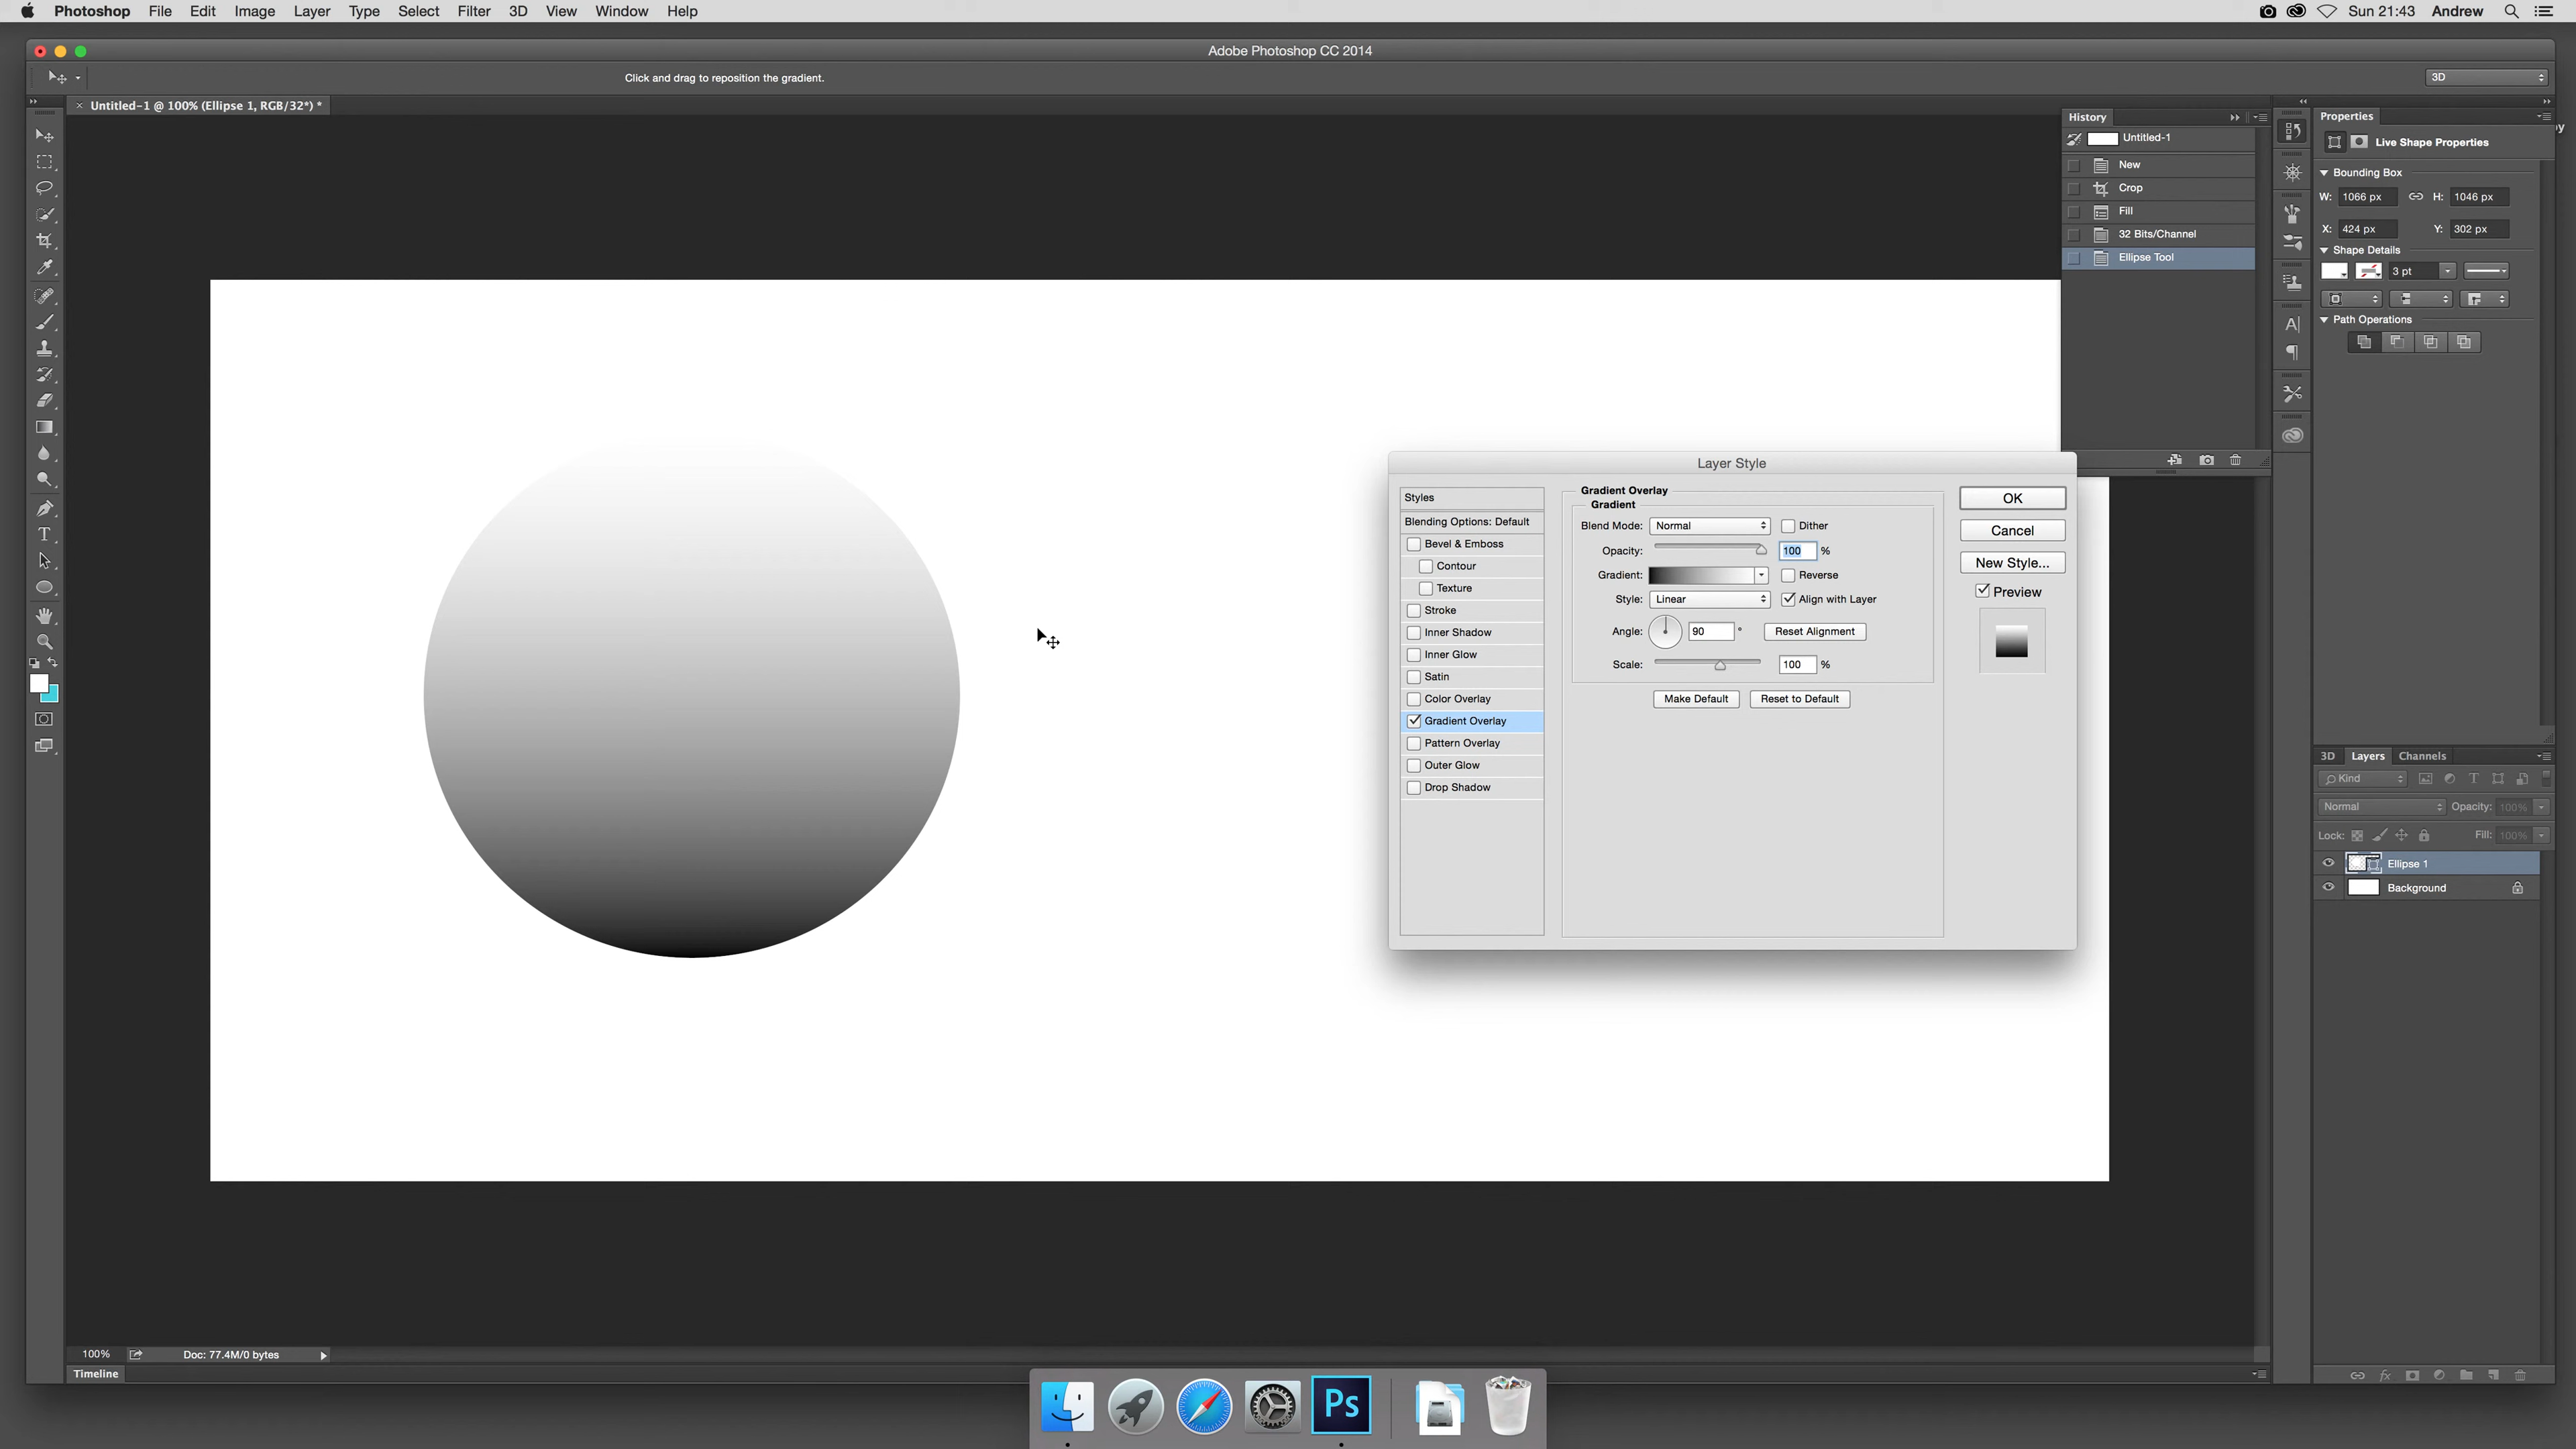 Photoshop File Edit Image Layer Type Select Filter 3D View Window Help Sun 21:43 Andrew
Adobe Photoshop CC 2014
Click and drag to reposition the gradient. 3D
Untitled-1 @ 100% (Ellipse 1, RGB/32*) *
History
Untitled-1
New
Crop
Fill
32 Bits/Channel
Ellipse Tool
Properties
Live Shape Properties
Bounding Box
W: 1066 px H: 1046 px
X: 424 px Y: 302 px
Shape Details
3 pt
Path Operations
Layer Style
Styles
Blending Options: Default
Bevel & Emboss
Contour
Texture
Stroke
Inner Shadow
Inner Glow
Satin
Color Overlay
Gradient Overlay
Pattern Overlay
Outer Glow
Drop Shadow
Gradient Overlay
Gradient
Blend Mode: Normal Dither
Opacity: 100 %
Gradient: Reverse
Style: Linear Align with Layer
Angle: 90 ° Reset Alignment
Scale: 100 %
Make Default Reset to Default
OK
Cancel
New Style...
Preview
3D Layers Channels
Kind
Normal Opacity: 100%
Lock: Fill: 100%
Ellipse 1
Background
100% Doc: 77.4M/0 bytes
Timeline
Ps